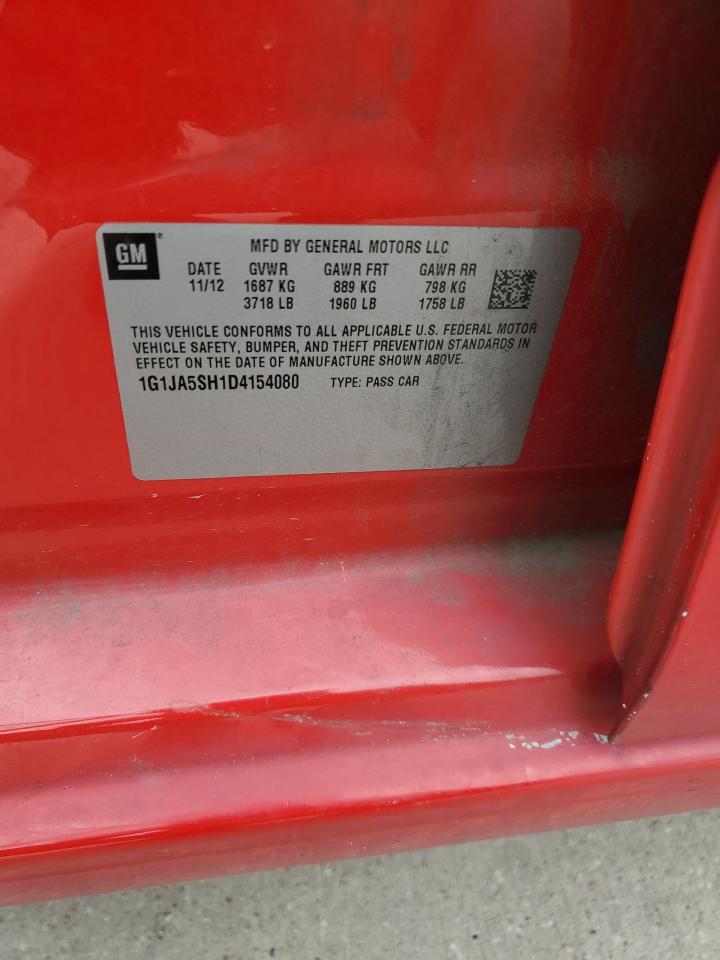 GM
MFD BY GENERAL MOTORS LLC
DATE GVWR GAWR FRT GAWR RR
11/12 1687 KG 889 KG 798 KG
3718 LB 1960 LB 1758 LB
THIS VEHICLE CONFORMS TO ALL APPLICABLE U.S. FEDERAL MOTOR
VEHICLE SAFETY, BUMPER, AND THEFT PREVENTION STANDARDS IN
EFFECT ON THE DATE OF MANUFACTURE SHOWN ABOVE.
1G1JA5SH1D4154080 TYPE: PASS CAR